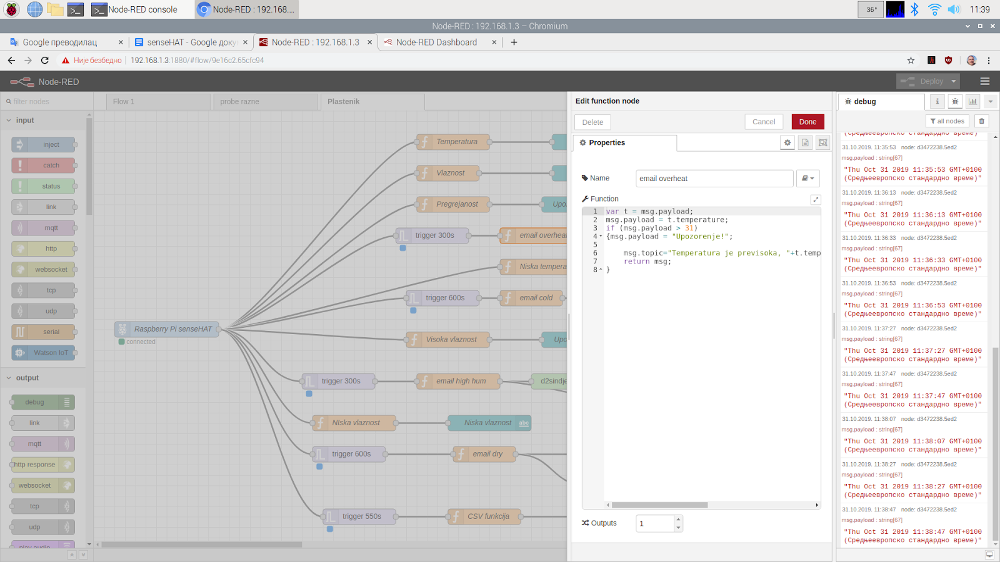 Node-RED console
Node-RED : 192.168....
36°
11:39
Node-RED : 192.168.1.3 – Chromium
Google преводилац
senseHAT - Google докум
Node-RED : 192.168.1.3
Node-RED Dashboard
Није безбедно
192.168.1.3:1880/#flow/9e16c2.65cfc94
Node-RED
Deploy
filter nodes
Flow 1
probe razne
Plastenik
input
inject
catch
status
link
mqtt
http
websocket
tcp
udp
serial
Watson IoT
output
debug
link
mqtt
http response
websocket
tcp
udp
play audio
Temperatura
Vlaznost
Pregrejanost
Upo
trigger 300s
email overheat
Niska tempera
trigger 600s
email cold
Raspberry Pi senseHAT
connected
Visoka vlaznost
Upo
trigger 300s
email high hum
d2sindje
NIska vlaznost
Niska vlaznost
abc
trigger 600s
email dry
trigger 550s
CSV funkcija
Edit function node
Delete
Cancel
Done
Properties
Name
email overheat
Function
1 var t = msg.payload;
2 msg.payload = t.temperature;
3 if (msg.payload > 31)
4 {msg.payload = "Upozorenje!";
5
6 msg.topic="Temperatura je previsoka, "+t.temp
7 return msg;
8 }
Outputs
1
debug
all nodes
(Средњеевропско стандардно време)"
31.10.2019. 11:35:53 node: d3472238.5ed2
msg.payload : string[67]
"Thu Oct 31 2019 11:35:53 GMT+0100
(Средњеевропско стандардно време)"
31.10.2019. 11:36:13 node: d3472238.5ed2
msg.payload : string[67]
"Thu Oct 31 2019 11:36:13 GMT+0100
(Средњеевропско стандардно време)"
31.10.2019. 11:36:33 node: d3472238.5ed2
msg.payload : string[67]
"Thu Oct 31 2019 11:36:33 GMT+0100
(Средњеевропско стандардно време)"
31.10.2019. 11:36:53 node: d3472238.5ed2
msg.payload : string[67]
"Thu Oct 31 2019 11:36:53 GMT+0100
(Средњеевропско стандардно време)"
31.10.2019. 11:37:27 node: d3472238.5ed2
msg.payload : string[67]
"Thu Oct 31 2019 11:37:27 GMT+0100
(Средњеевропско стандардно време)"
31.10.2019. 11:37:47 node: d3472238.5ed2
msg.payload : string[67]
"Thu Oct 31 2019 11:37:47 GMT+0100
(Средњеевропско стандардно време)"
31.10.2019. 11:38:07 node: d3472238.5ed2
msg.payload : string[67]
"Thu Oct 31 2019 11:38:07 GMT+0100
(Средњеевропско стандардно време)"
31.10.2019. 11:38:27 node: d3472238.5ed2
msg.payload : string[67]
"Thu Oct 31 2019 11:38:27 GMT+0100
(Средњеевропско стандардно време)"
31.10.2019. 11:38:47 node: d3472238.5ed2
msg.payload : string[67]
"Thu Oct 31 2019 11:38:47 GMT+0100
(Средњеевропско стандардно време)"